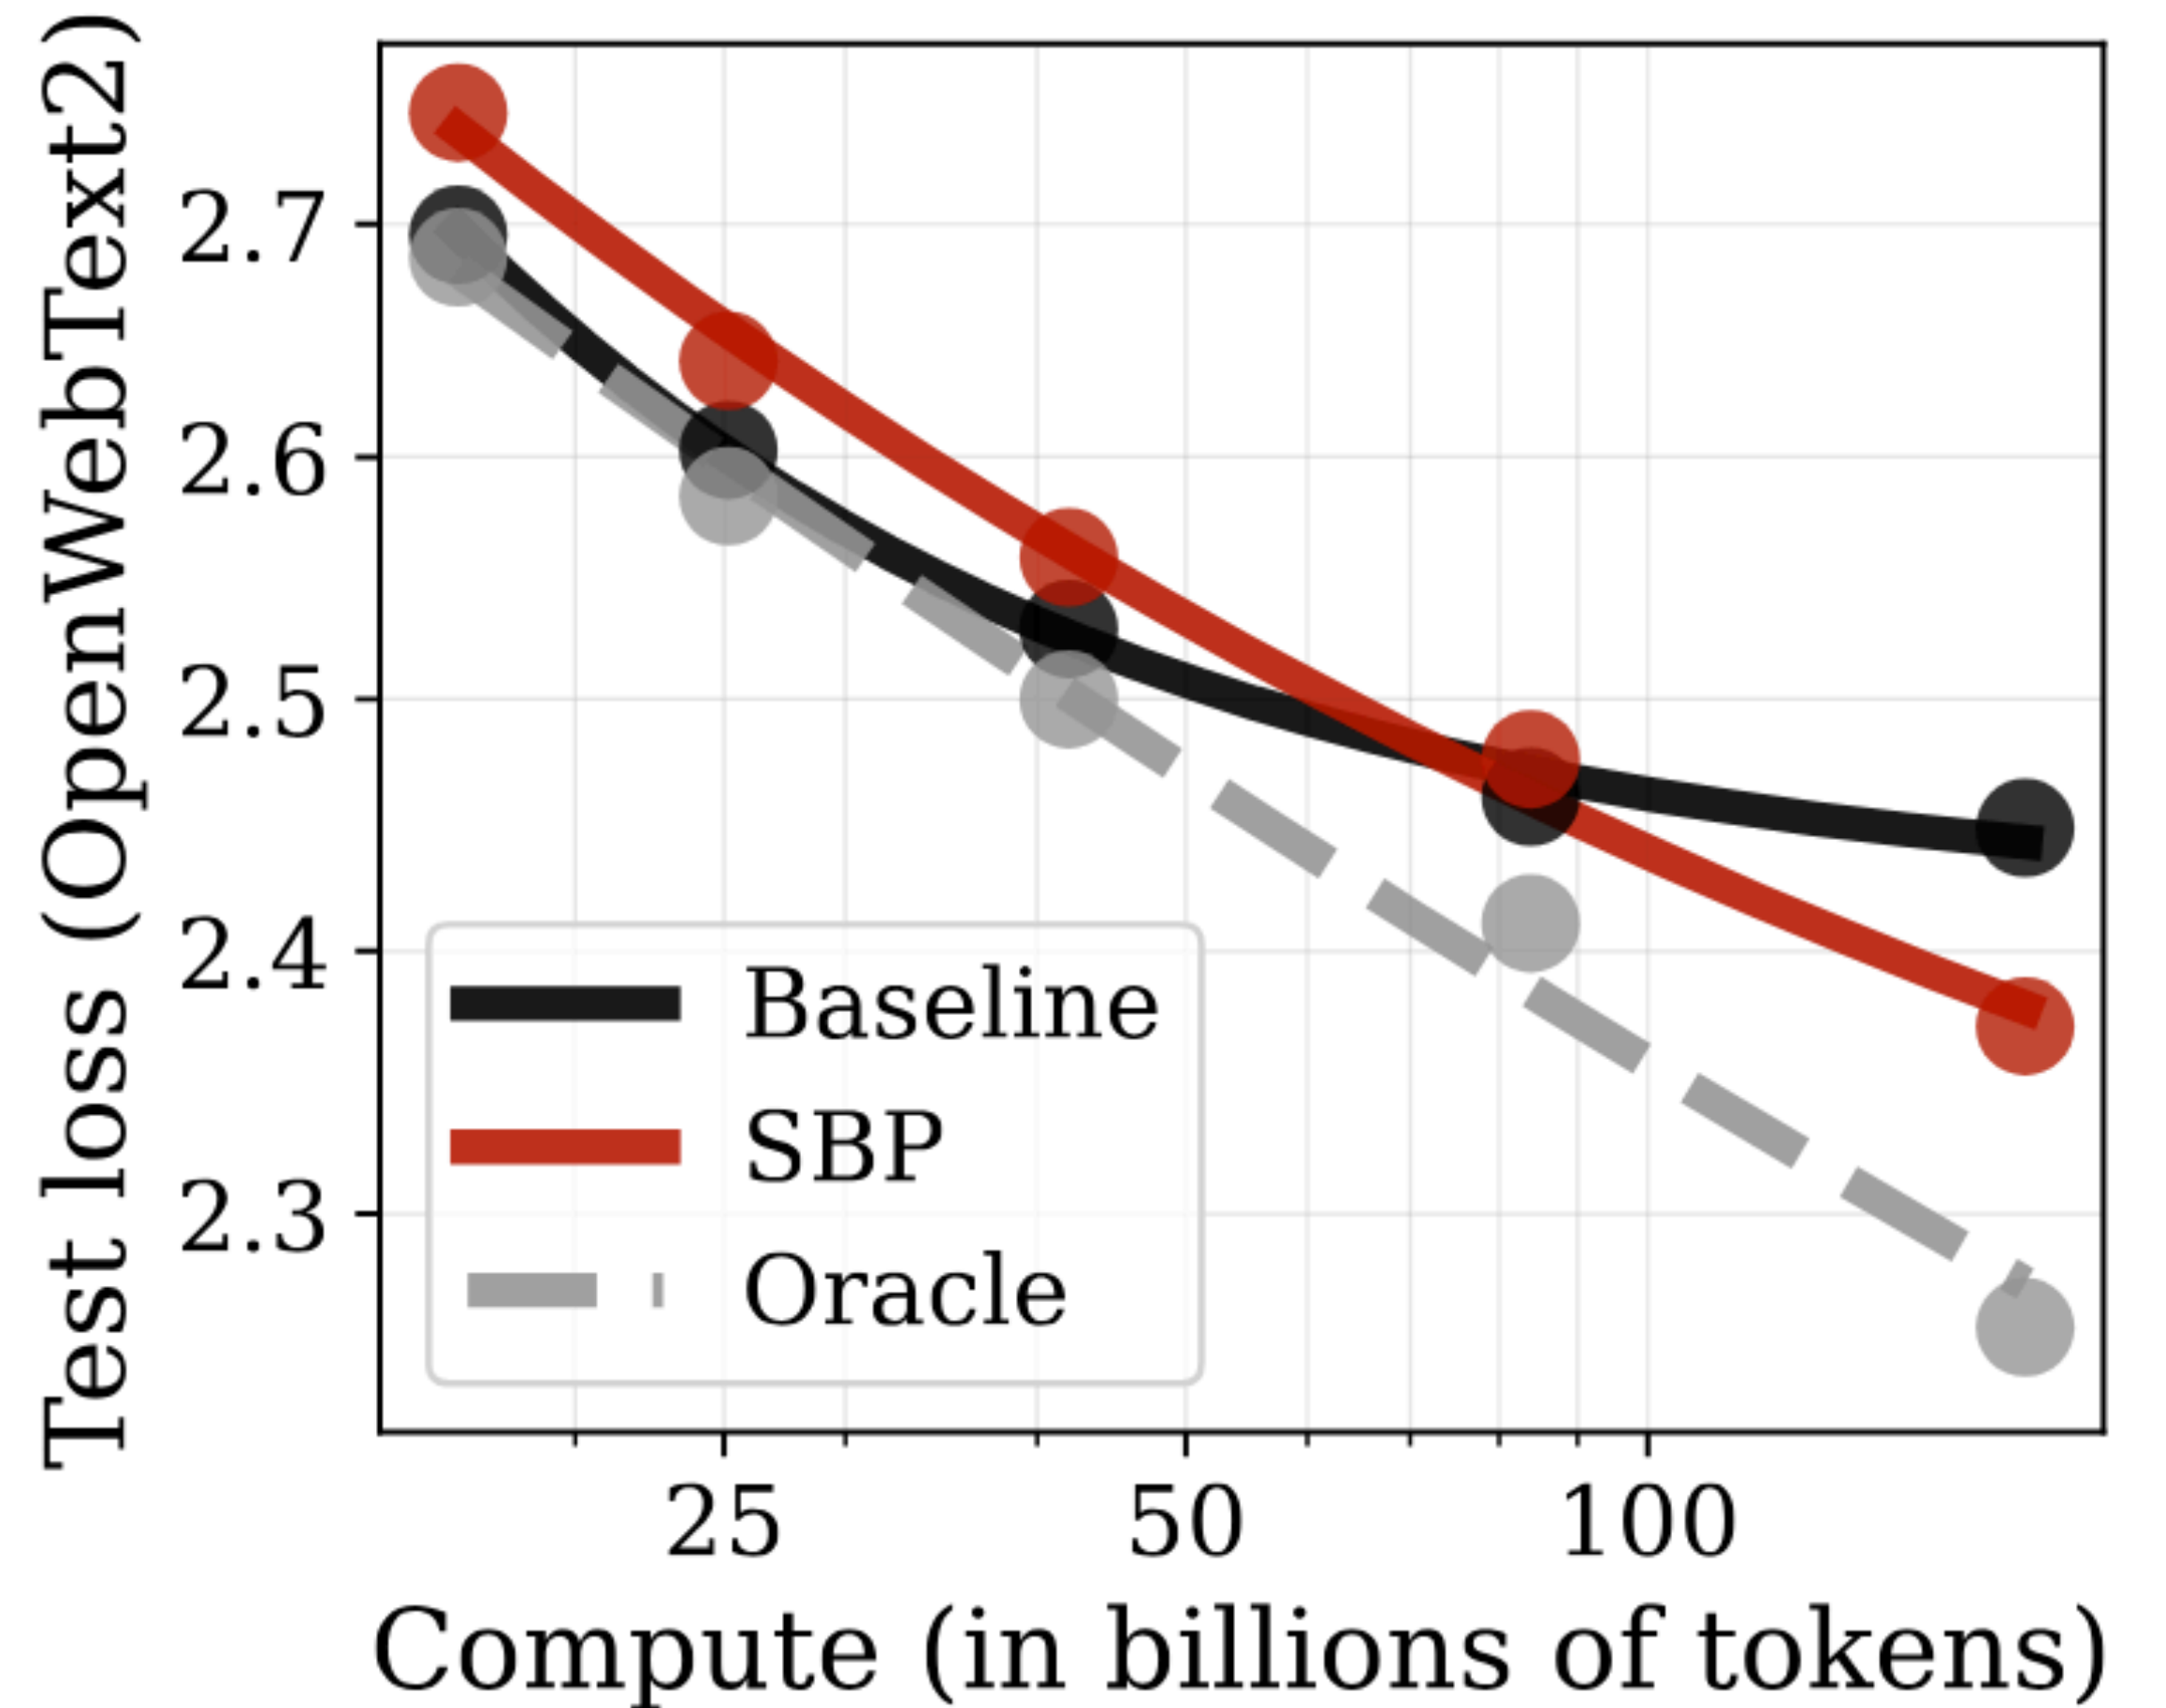 Test loss (OpenWebText2)
2.7
2.6
2.5
2.4
2.3
Baseline
SBP
Oracle
25 50 100
Compute (in billions of tokens)